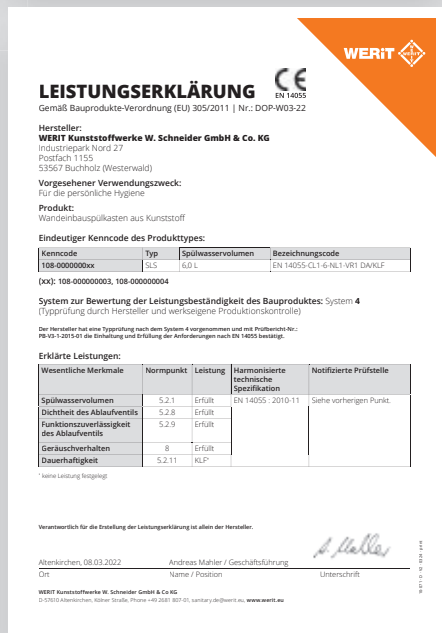 WERIT
LEISTUNGSERKLÄRUNG
CE
EN 14055
Gemäß Bauprodukte-Verordnung (EU) 305/2011 | Nr.: DOP-W03-22
Hersteller:
WERIT Kunststoffwerke W. Schneider GmbH & Co. KG
Industriepark Nord 27
Postfach 1155
53567 Buchholz (Westerwald)
Vorgesehener Verwendungszweck:
Für die persönliche Hygiene
Produkt:
Wandeinbauspülkasten aus Kunststoff
Eindeutiger Kenncode des Produkttypes:
Kenncode Typ Spülwasservolumen Bezeichnungscode
108-0000000xx SLS 6,0 L EN 14055-CL1-6-NL1-VR1 DA/KLF
(xx): 108-000000003, 108-000000004
System zur Bewertung der Leistungsbeständigkeit des Bauproduktes: System 4
(Typprüfung durch Hersteller und werkseigene Produktionskontrolle)
Der Hersteller hat eine Typprüfung nach dem System 4 vorgenommen und mit Prüfbericht-Nr.:
PB-V3-1-2015-01 die Einhaltung und Erfüllung der Anforderungen nach EN 14055 bestätigt.
Erklärte Leistungen:
Wesentliche Merkmale Normpunkt Leistung Harmonisierte technische Spezifikation Notifizierte Prüfstelle
Spülwasservolumen 5.2.1 Erfüllt EN 14055 : 2010-11 Siehe vorherigen Punkt.
Dichtheit des Ablaufventils 5.2.8 Erfüllt
Funktionszuverlässigkeit des Ablaufventils 5.2.9 Erfüllt
Geräuschverhalten 8 Erfüllt
Dauerhaftigkeit 5.2.11 KLF¹
¹ keine Leistung festgelegt
Verantwortlich für die Erstellung der Leistungserklärung ist allein der Hersteller.
Altenkirchen, 08.03.2022 Andreas Mahler / Geschäftsführung
Ort Name / Position Unterschrift
WERIT Kunststoffwerke W. Schneider GmbH & Co. KG
D-57610 Altenkirchen, Kölner Straße, Phone +49 2681 807-01, sanitary.de@werit.eu, www.werit.eu